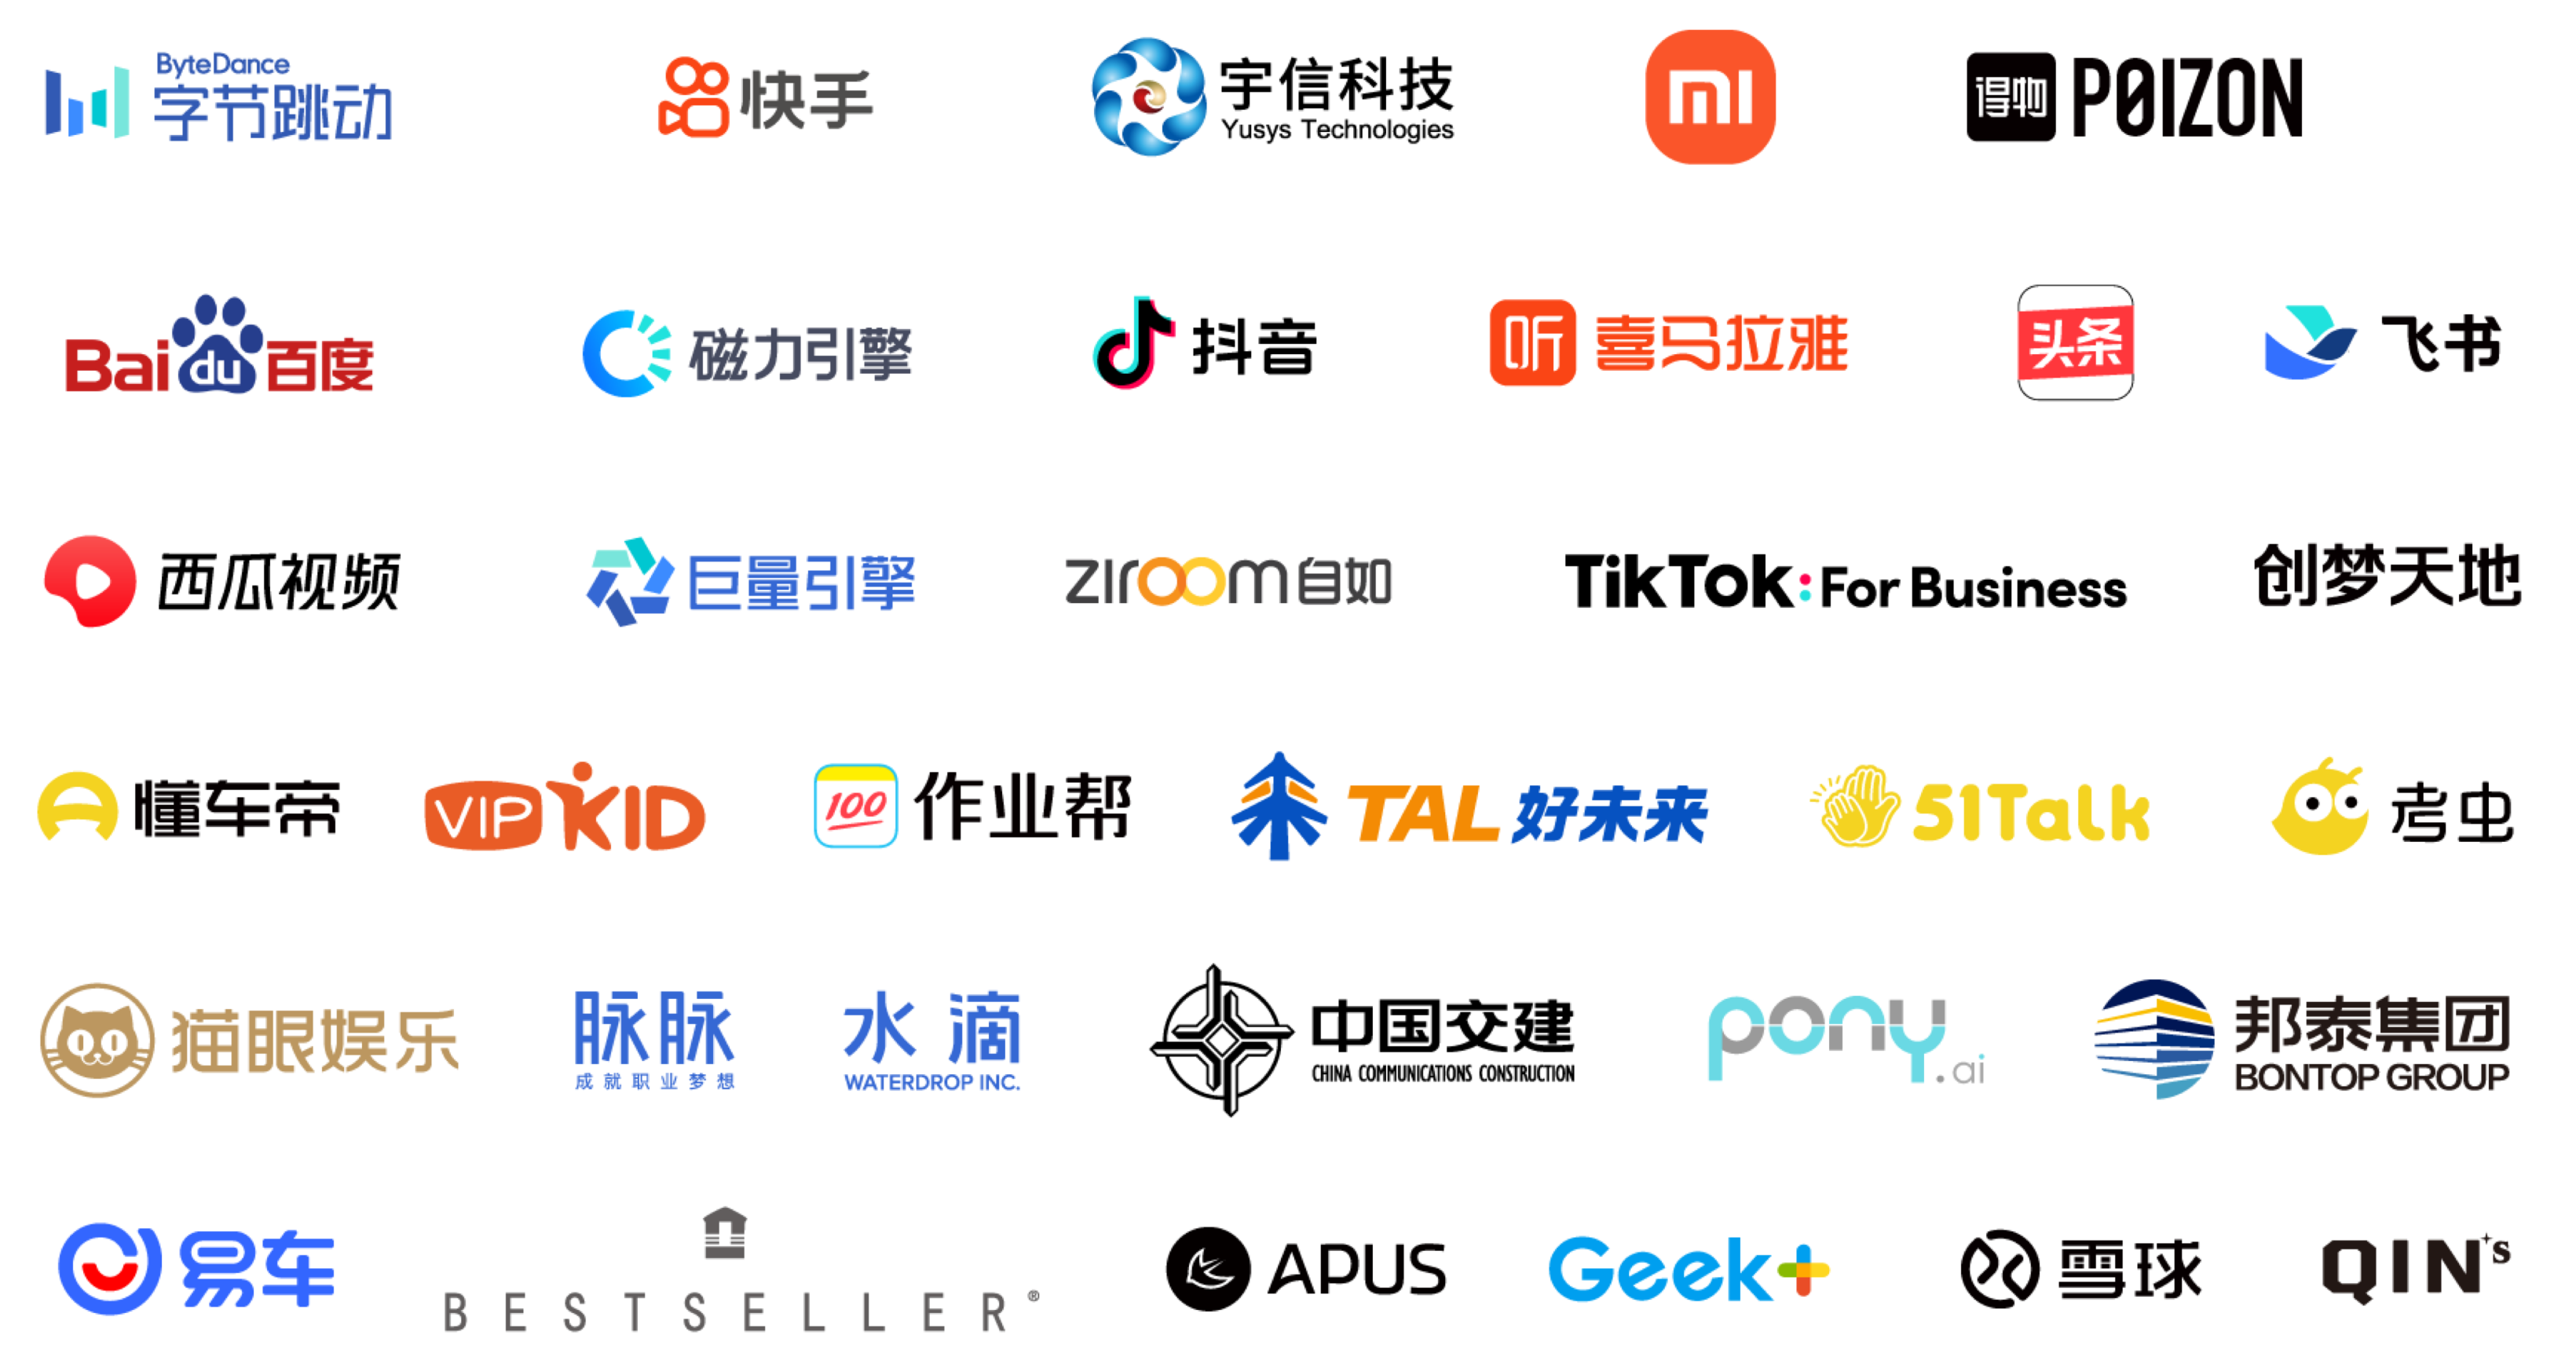 ByteDance
字节跳动
快手
宇信科技
Yusys Technologies
mi
得物 POIZON
Bai du 百度
磁力引擎
抖音
听 喜马拉雅
头条
飞书
西瓜视频
巨量引擎
ziroom 自如
TikTok: For Business
创梦天地
懂车帝
VIP KID
100 作业帮
TAL 好未来
51Talk
考虫
猫眼娱乐
脉脉
成就职业梦想
水滴
WATERDROP INC.
中国交建
CHINA COMMUNICATIONS CONSTRUCTION
pony.ai
邦泰集团
BONTOP GROUP
易车
BESTSELLER®
APUS
Geek+
雪球
QIN's